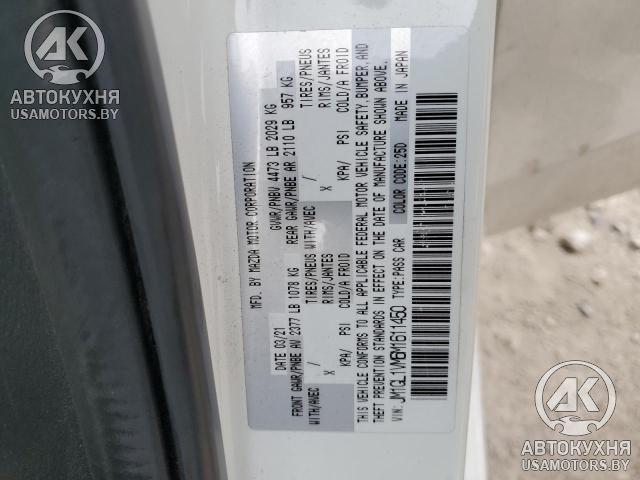 AK
АВТОКУХНЯ
USAMOTORS.BY
MFD. BY MAZDA MOTOR CORPORATION
DATE 03/21 GVWR/PNBV 4473 LB 2029 KG
FRONT GAWR/PNBE AV 2377 LB 1078 KG REAR GAWR/PNBE AR 2110 LB 957 KG
WITH/AVEC TIRES/PNEUS WITH/AVEC TIRES/PNEUS
X RIMS/JANTES X RIMS/JANTES
KPA/ PSI COLD/A FROID KPA/ PSI COLD/A FROID
THIS VEHICLE CONFORMS TO ALL APPLICABLE FEDERAL MOTOR VEHICLE SAFETY, BUMPER, AND
THEFT PREVENTION STANDARDS IN EFFECT ON THE DATE OF MANUFACTURE SHOWN ABOVE.
VIN: JM1GL1VM6M1611450 TYPE:PASS CAR COLOR CODE:25D MADE IN JAPAN
AK
АВТОКУХНЯ
USAMOTORS.BY